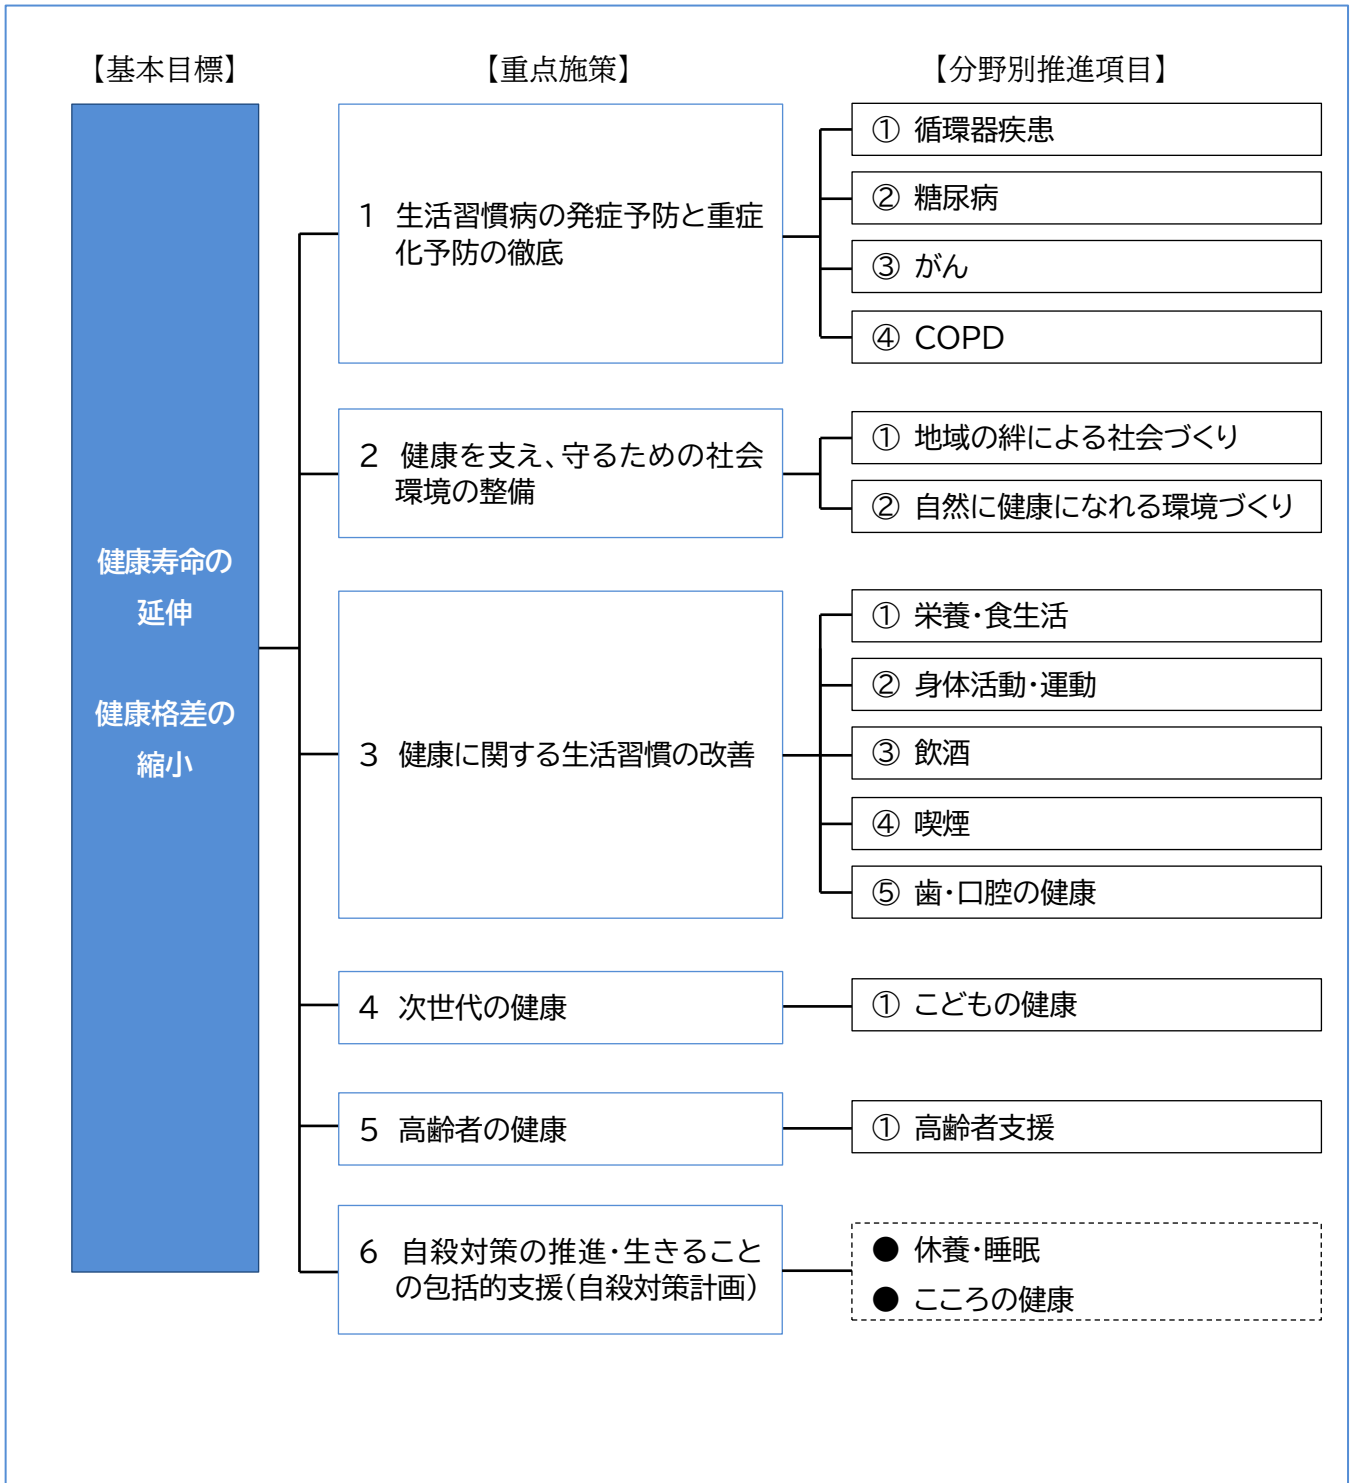 【基本目標】
【重点施策】
【分野別推進項目】
健康寿命の
延伸
健康格差の
縮小
1 生活習慣病の発症予防と重症
化予防の徹底
① 循環器疾患
② 糖尿病
③ がん
④ COPD
2 健康を支え、守るための社会
環境の整備
① 地域の絆による社会づくり
② 自然に健康になれる環境づくり
3 健康に関する生活習慣の改善
① 栄養・食生活
② 身体活動・運動
③ 飲酒
④ 喫煙
⑤ 歯・口腔の健康
4 次世代の健康
① こどもの健康
5 高齢者の健康
① 高齢者支援
6 自殺対策の推進・生きること
の包括的支援(自殺対策計画)
● 休養・睡眠
● こころの健康